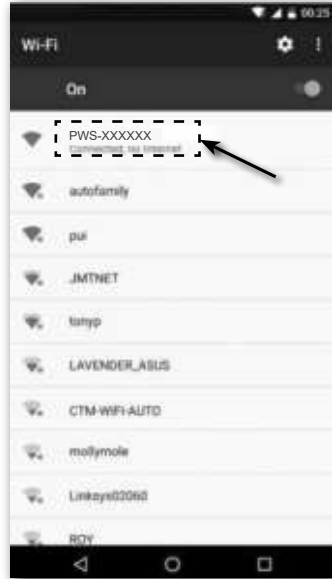 00:25
Wi-Fi
On
PWS-XXXXXX
Connected, no Internet
autofamily
pui
JMTNET
tonyp
LAVENDER_ASUS
CTM-WIFI-AUTO
mollymole
Linksys02060
ROY